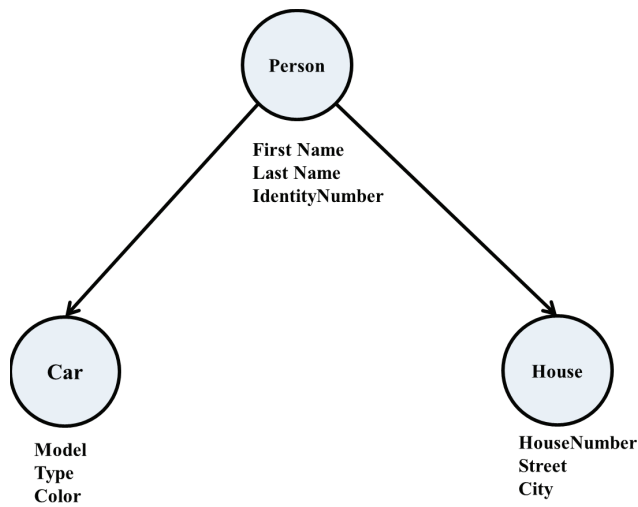 Person
First Name
Last Name
IdentityNumber
Car
Model
Type
Color
House
HouseNumber
Street
City